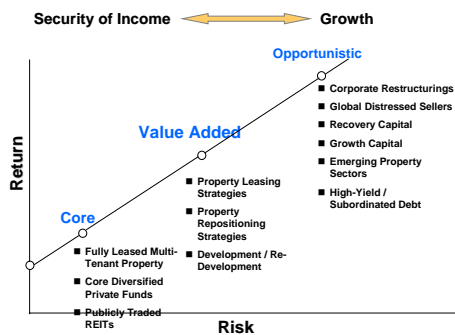 Security of Income
Growth
Opportunistic
Corporate Restructurings
Global Distressed Sellers
Recovery Capital
Growth Capital
Emerging Property
Sectors
High-Yield /
Subordinated Debt
Value Added
Property Leasing
Strategies
Property
Repositioning
Strategies
Development / Re-
Development
Core
Fully Leased Multi-
Tenant Property
Core Diversified
Private Funds
Publicly Traded
REITs
Return
Risk